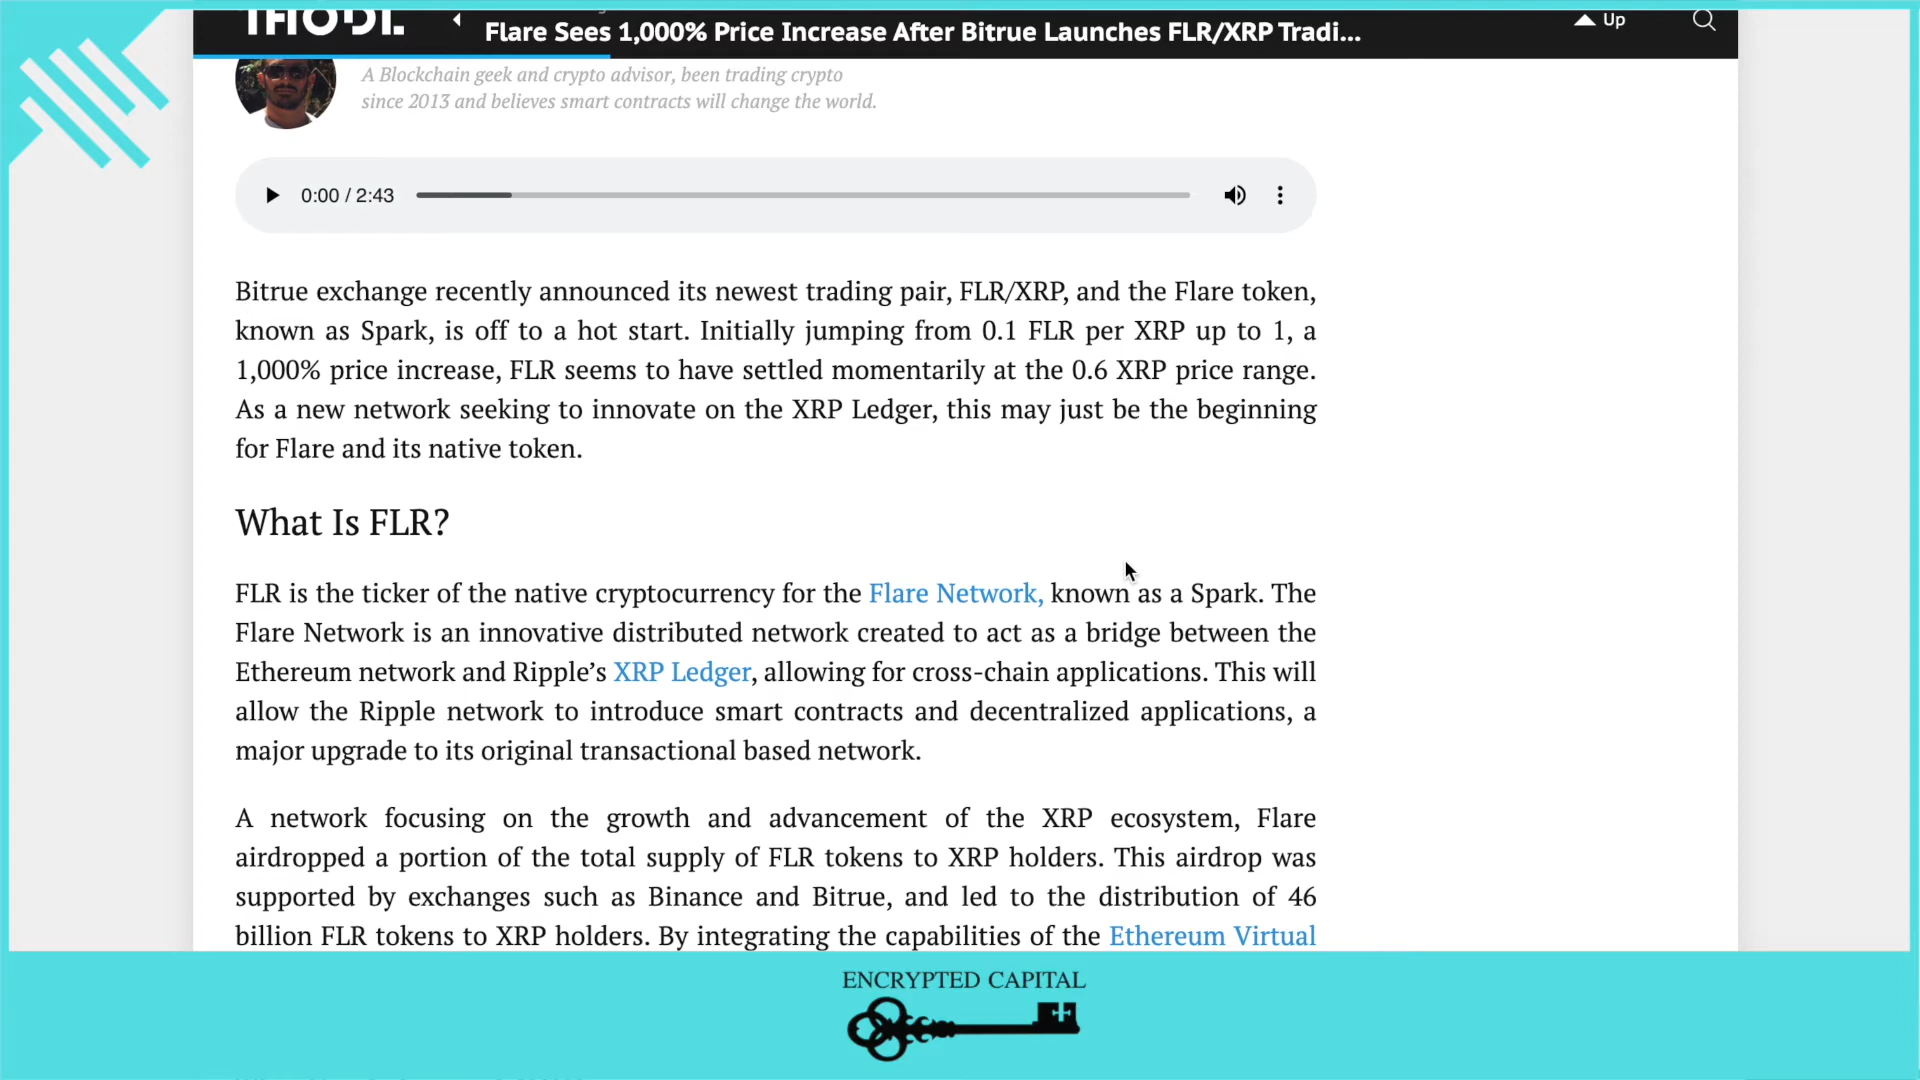 Flare Sees 1,000% Price Increase After Bitrue Launches FLR/XRP Tradi...
Up
A Blockchain geek and crypto advisor, been trading crypto
since 2013 and believes smart contracts will change the world.
0:00 / 2:43
Bitrue exchange recently announced its newest trading pair, FLR/XRP, and the Flare token,
known as Spark, is off to a hot start. Initially jumping from 0.1 FLR per XRP up to 1, a
1,000% price increase, FLR seems to have settled momentarily at the 0.6 XRP price range.
As a new network seeking to innovate on the XRP Ledger, this may just be the beginning
for Flare and its native token.
What Is FLR?
FLR is the ticker of the native cryptocurrency for the Flare Network, known as a Spark. The
Flare Network is an innovative distributed network created to act as a bridge between the
Ethereum network and Ripple’s XRP Ledger, allowing for cross-chain applications. This will
allow the Ripple network to introduce smart contracts and decentralized applications, a
major upgrade to its original transactional based network.
A network focusing on the growth and advancement of the XRP ecosystem, Flare
airdropped a portion of the total supply of FLR tokens to XRP holders. This airdrop was
supported by exchanges such as Binance and Bitrue, and led to the distribution of 46
billion FLR tokens to XRP holders. By integrating the capabilities of the Ethereum Virtual
ENCRYPTED CAPITAL